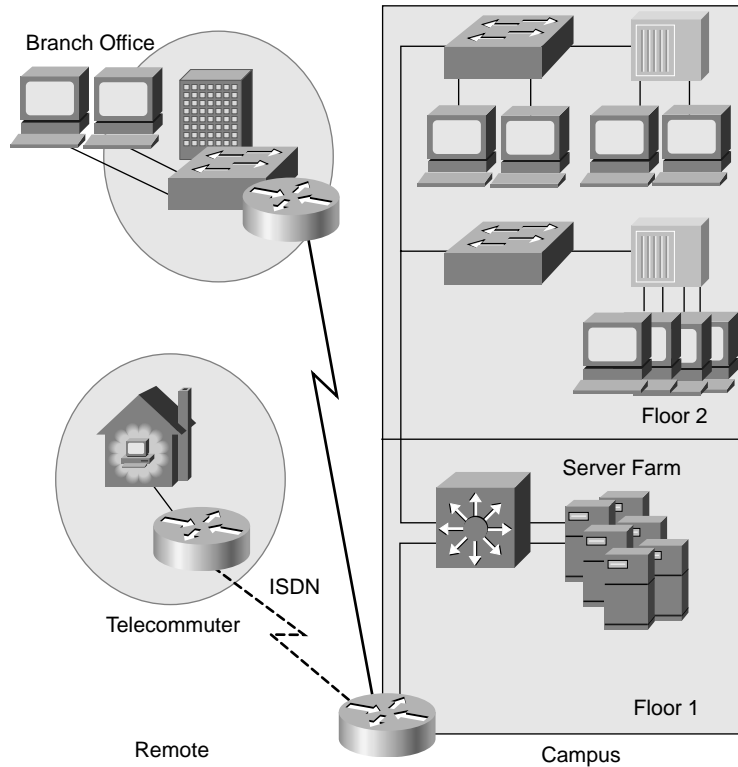 Branch Office
Floor 2
Server Farm
ISDN
Telecommuter
Floor 1
Remote
Campus